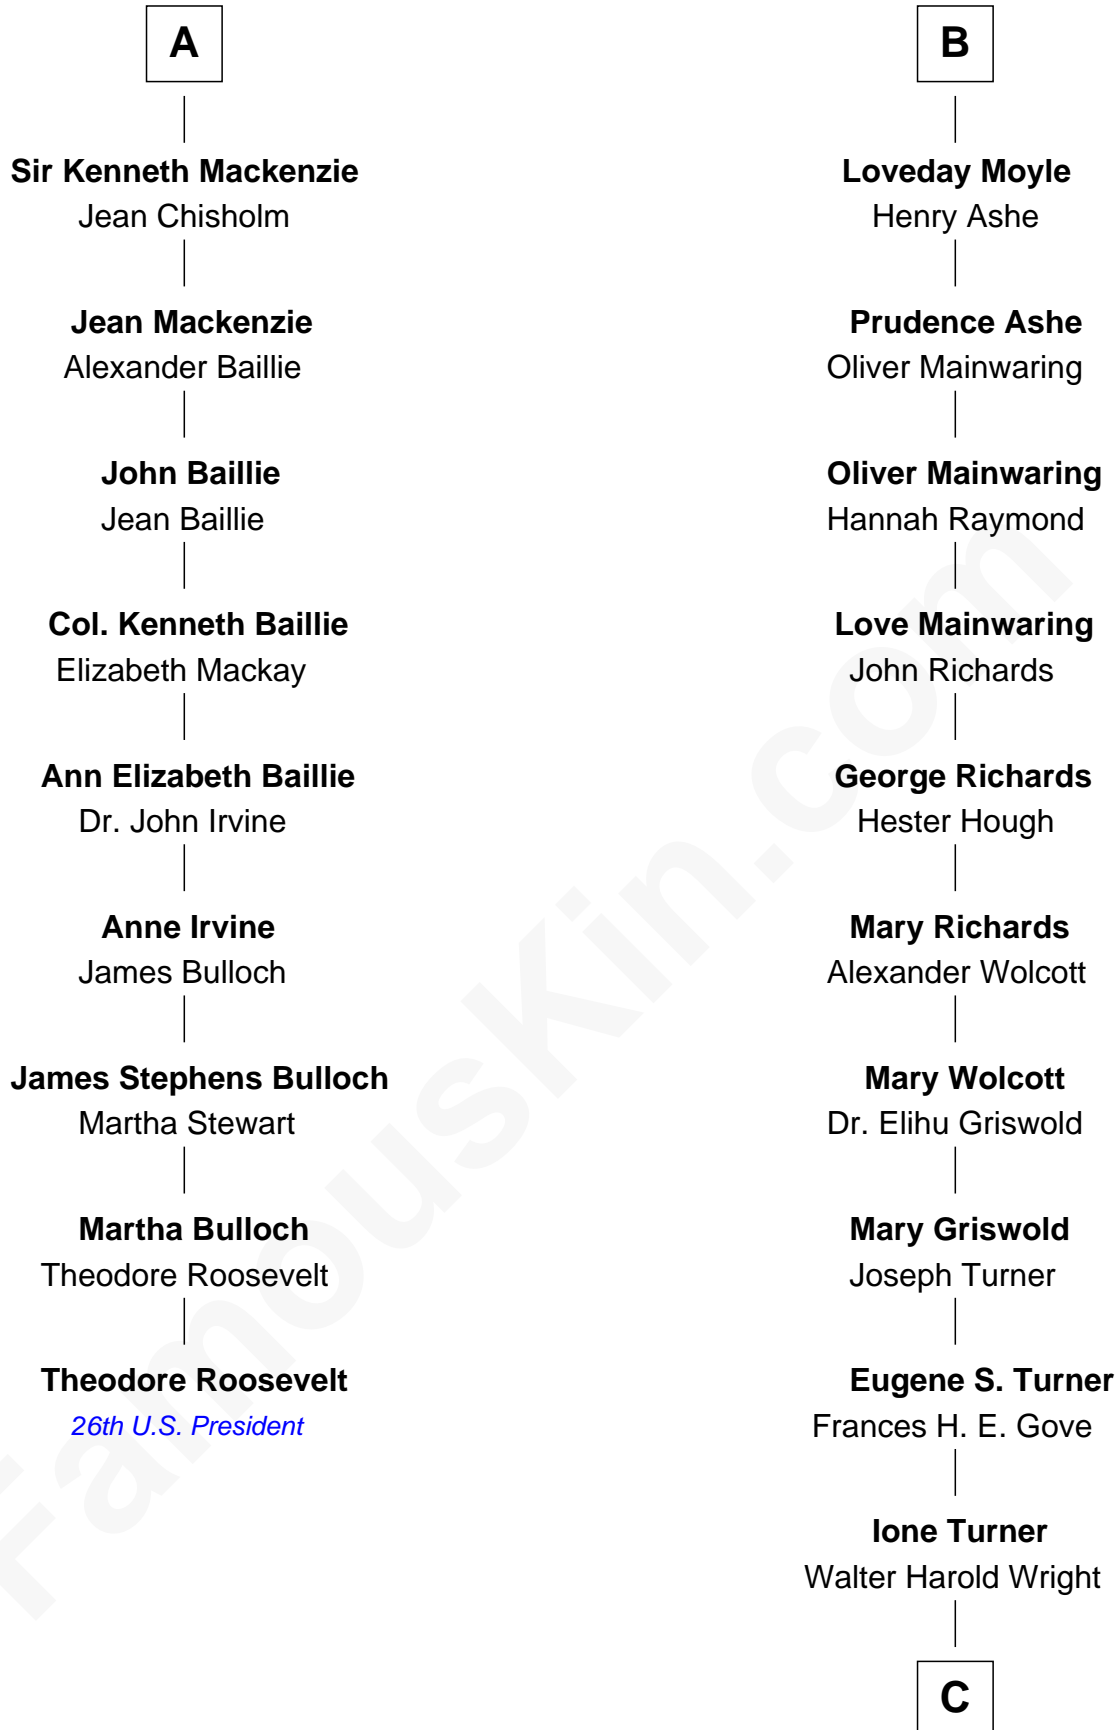 A
Sir Kenneth Mackenzie
Jean Chisholm
Jean Mackenzie
Alexander Baillie
John Baillie
Jean Baillie
Col. Kenneth Baillie
Elizabeth Mackay
Ann Elizabeth Baillie
Dr. John Irvine
Anne Irvine
James Bulloch
James Stephens Bulloch
Martha Stewart
Martha Bulloch
Theodore Roosevelt
Theodore Roosevelt
26th U.S. President
B
Loveday Moyle
Henry Ashe
Prudence Ashe
Oliver Mainwaring
Oliver Mainwaring
Hannah Raymond
Love Mainwaring
John Richards
George Richards
Hester Hough
Mary Richards
Alexander Wolcott
Mary Wolcott
Dr. Elihu Griswold
Mary Griswold
Joseph Turner
Eugene S. Turner
Frances H. E. Gove
Ione Turner
Walter Harold Wright
C
FamousKin.com